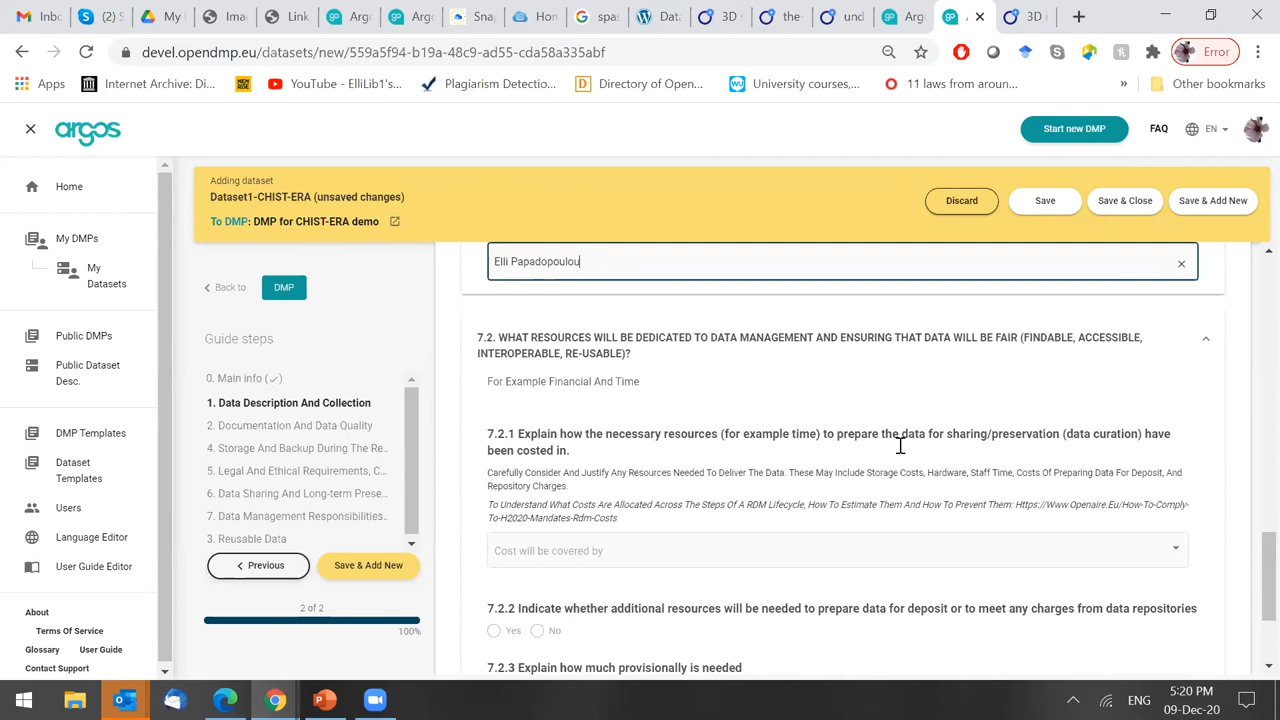 Inbo
My D
Imag
Link
Argo
Argo
Snap
Hom
spas
Data
3D s
the-
und
Argo
A
3D r
devel.opendmp.eu/datasets/new/559a5f94-b19a-48c9-ad55-cda58a335abf
Error
Apps
Internet Archive: Di...
YouTube - ElliLib1'...
Plagiarism Detectio...
Directory of Open...
University courses,...
11 laws from aroun...
»
Other bookmarks
argos
Start new DMP
FAQ
EN
Home
My DMPs
My
Datasets
Public DMPs
Public Dataset
Desc.
DMP Templates
Dataset
Templates
Users
Language Editor
User Guide Editor
About
Terms Of Service
Glossary User Guide
Contact Support
Adding dataset
Dataset1-CHIST-ERA (unsaved changes)
To DMP: DMP for CHIST-ERA demo
Discard
Save
Save & Close
Save & Add New
Back to
DMP
Guide steps
0. Main info (✓)
1. Data Description And Collection
2. Documentation And Data Quality
4. Storage And Backup During The Re...
5. Legal And Ethical Requirements, C...
6. Data Sharing And Long-term Prese...
7. Data Management Responsibilities...
3. Reusable Data
Previous
Save & Add New
2 of 2
100%
Elli Papadopoulou
7.2. WHAT RESOURCES WILL BE DEDICATED TO DATA MANAGEMENT AND ENSURING THAT DATA WILL BE FAIR (FINDABLE, ACCESSIBLE,
INTEROPERABLE, RE-USABLE)?
For Example Financial And Time
7.2.1 Explain how the necessary resources (for example time) to prepare the data for sharing/preservation (data curation) have
been costed in.
Carefully Consider And Justify Any Resources Needed To Deliver The Data. These May Include Storage Costs, Hardware, Staff Time, Costs Of Preparing Data For Deposit, And
Repository Charges.
To Understand What Costs Are Allocated Across The Steps Of A RDM Lifecycle, How To Estimate Them And How To Prevent Them: Https://Www.Openaire.Eu/How-To-Comply-
To-H2020-Mandates-Rdm-Costs
Cost will be covered by
7.2.2 Indicate whether additional resources will be needed to prepare data for deposit or to meet any charges from data repositories
Yes No
7.2.3 Explain how much provisionally is needed
ENG
5:20 PM
09-Dec-20